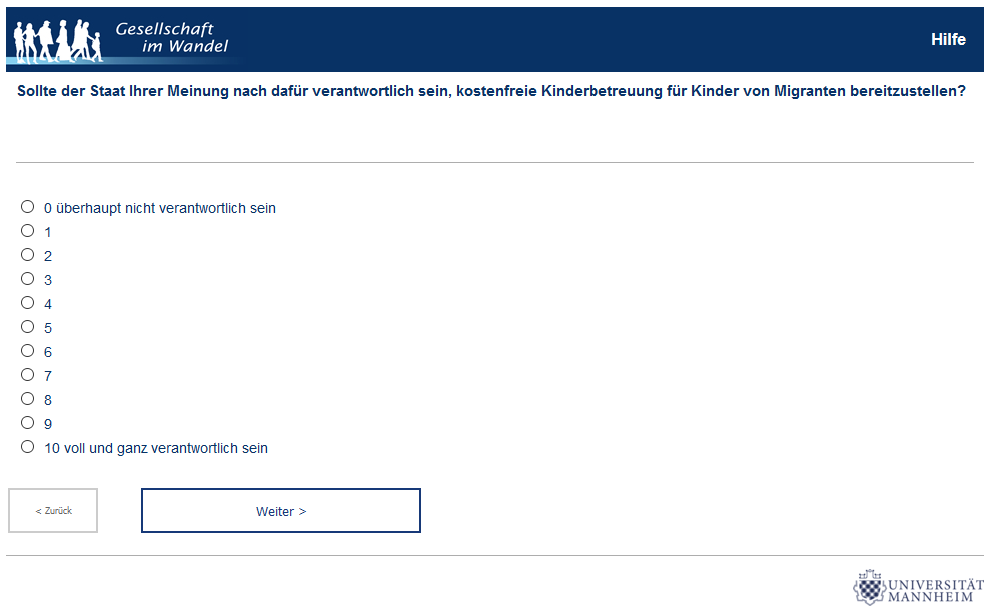 Gesellschaft
im Wandel
Hilfe
Sollte der Staat Ihrer Meinung nach dafür verantwortlich sein, kostenfreie Kinderbetreuung für Kinder von Migranten bereitzustellen?
0 überhaupt nicht verantwortlich sein
1
2
3
4
5
6
7
8
9
10 voll und ganz verantwortlich sein
< Zurück
Weiter >
UNIVERSITÄT
MANNHEIM